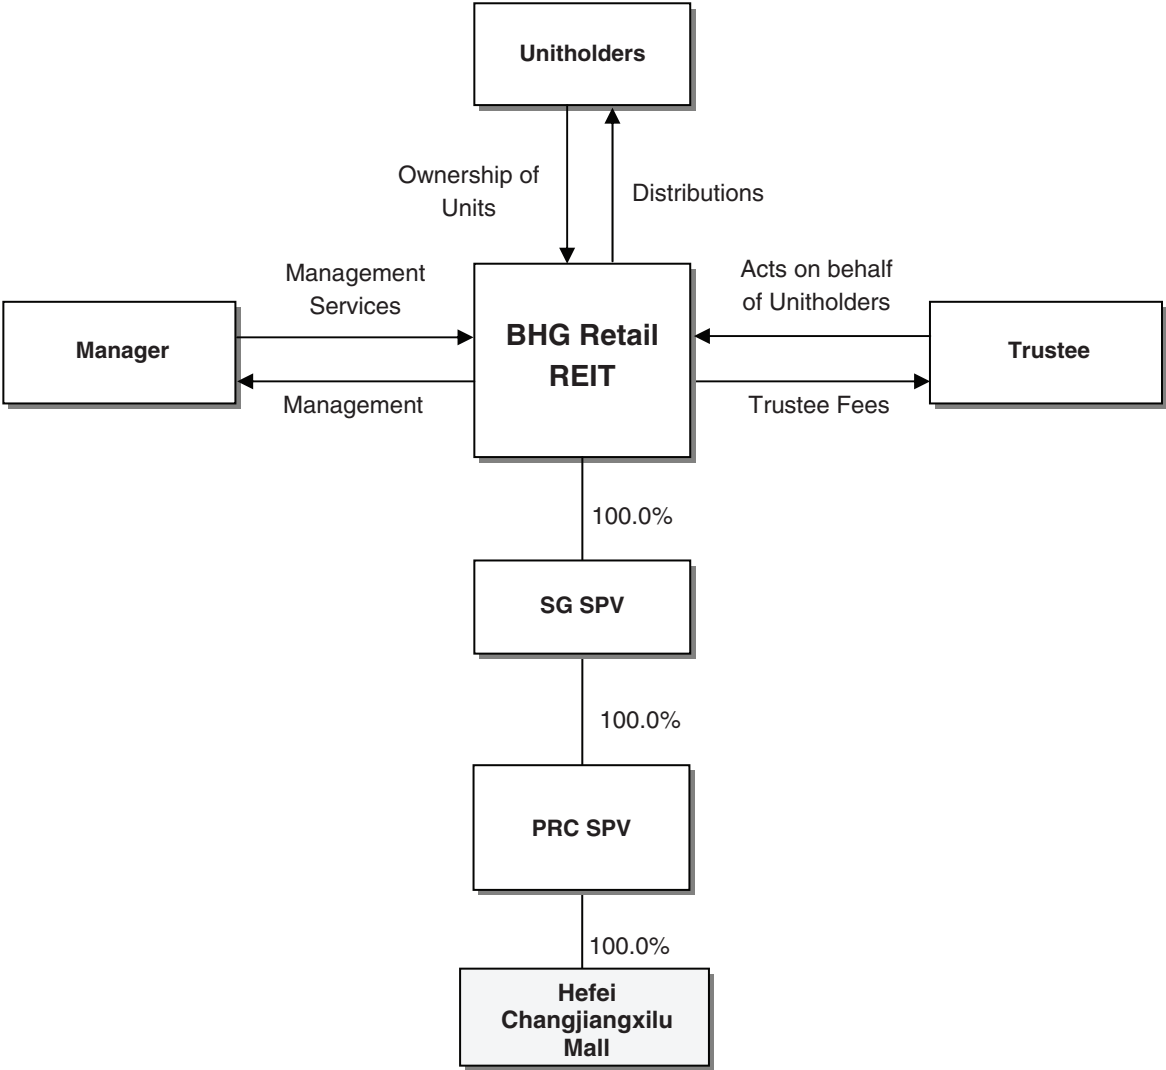 Unitholders
Ownership of
Units
Distributions
Management
Services
Acts on behalf
of Unitholders
Manager
BHG Retail
REIT
Trustee
Management
Trustee Fees
100.0%
SG SPV
100.0%
PRC SPV
100.0%
Hefei
Changjiangxilu
Mall